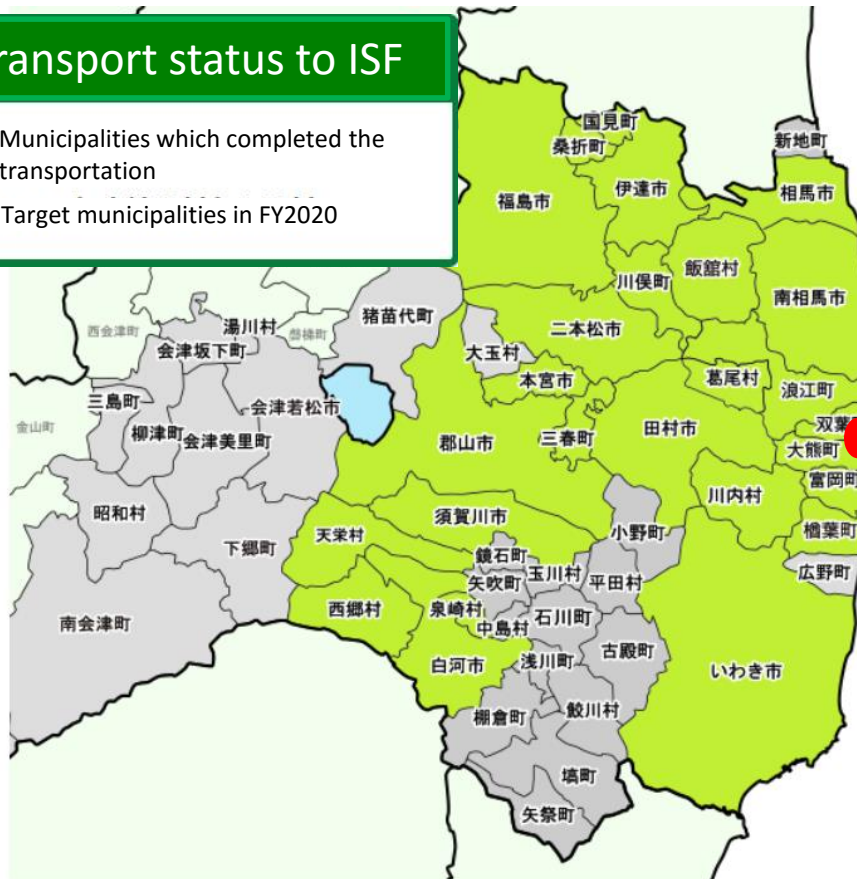 ransport status to ISF
Municipalities which completed the
transportation
Target municipalities in FY2020
国見町
桑折町
新地町
福島市
伊達市
相馬市
川俣町
飯舘村
南相馬市
猪苗代町
西会津町
湯川村
磐梯町
会津坂下町
二本松市
大玉村
本宮市
葛尾村
浪江町
三島町
会津若松市
金山町
柳津町
会津美里町
郡山市
三春町
田村市
双葉
大熊町
富岡町
川内村
昭和村
須賀川市
小野町
楢葉町
下郷町
天栄村
鏡石町
玉川村
平田村
広野町
矢吹町
西郷村
泉崎村
中島村
石川町
南会津町
古殿町
白河市
浅川町
いわき市
棚倉町
鮫川村
塙町
矢祭町